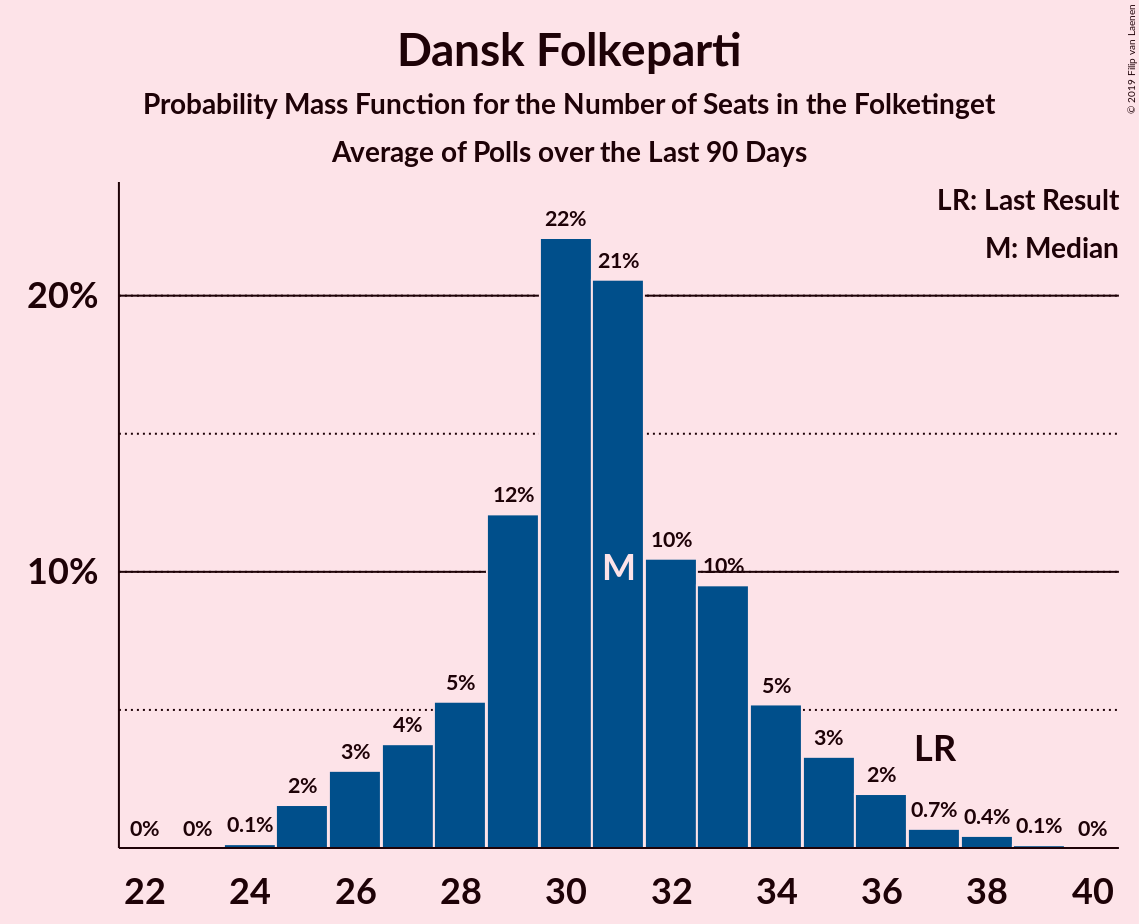 Dansk Folkeparti
Probability Mass Function for the Number of Seats in the Folketinget
Average of Polls over the Last 90 Days
© 2019 Filip van Laenen
LR: Last Result
M: Median
20%
10%
0%
0%
0.1%
2%
3%
4%
5%
12%
22%
21%
10%
10%
5%
3%
2%
0.7%
0.4%
0.1%
0%
M
LR
22 24 26 28 30 32 34 36 38 40